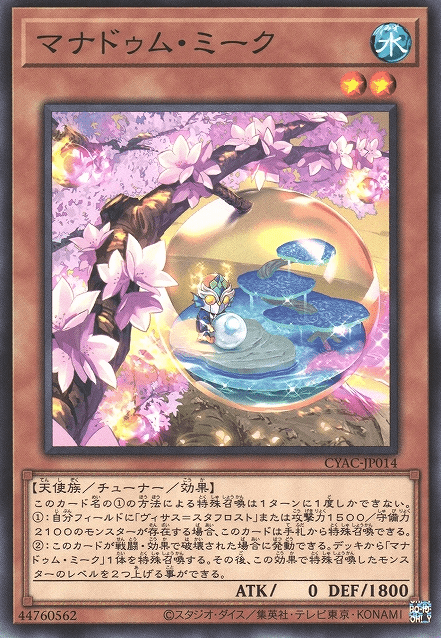 マナドゥム・ミーク
水
CYAC-JP014
【天使族／チューナー／効果】
このカード名の①の方法による特殊召喚は１ターンに１度しかできない。
①：自分フィールドに「ヴィサス＝スタフロスト」または攻撃力１５００／守備力
２１００のモンスターが存在する場合、このカードは手札から特殊召喚できる。
②：このカードが戦闘・効果で破壊された場合に発動できる。デッキから「マナ
ドゥム・ミーク」１体を特殊召喚する。その後、この効果で特殊召喚したモンス
ターのレベルを２つ上げる事ができる。
ATK/ 0 DEF/1800
44760562
©スタジオ・ダイス／集英社・テレビ東京・KONAMI